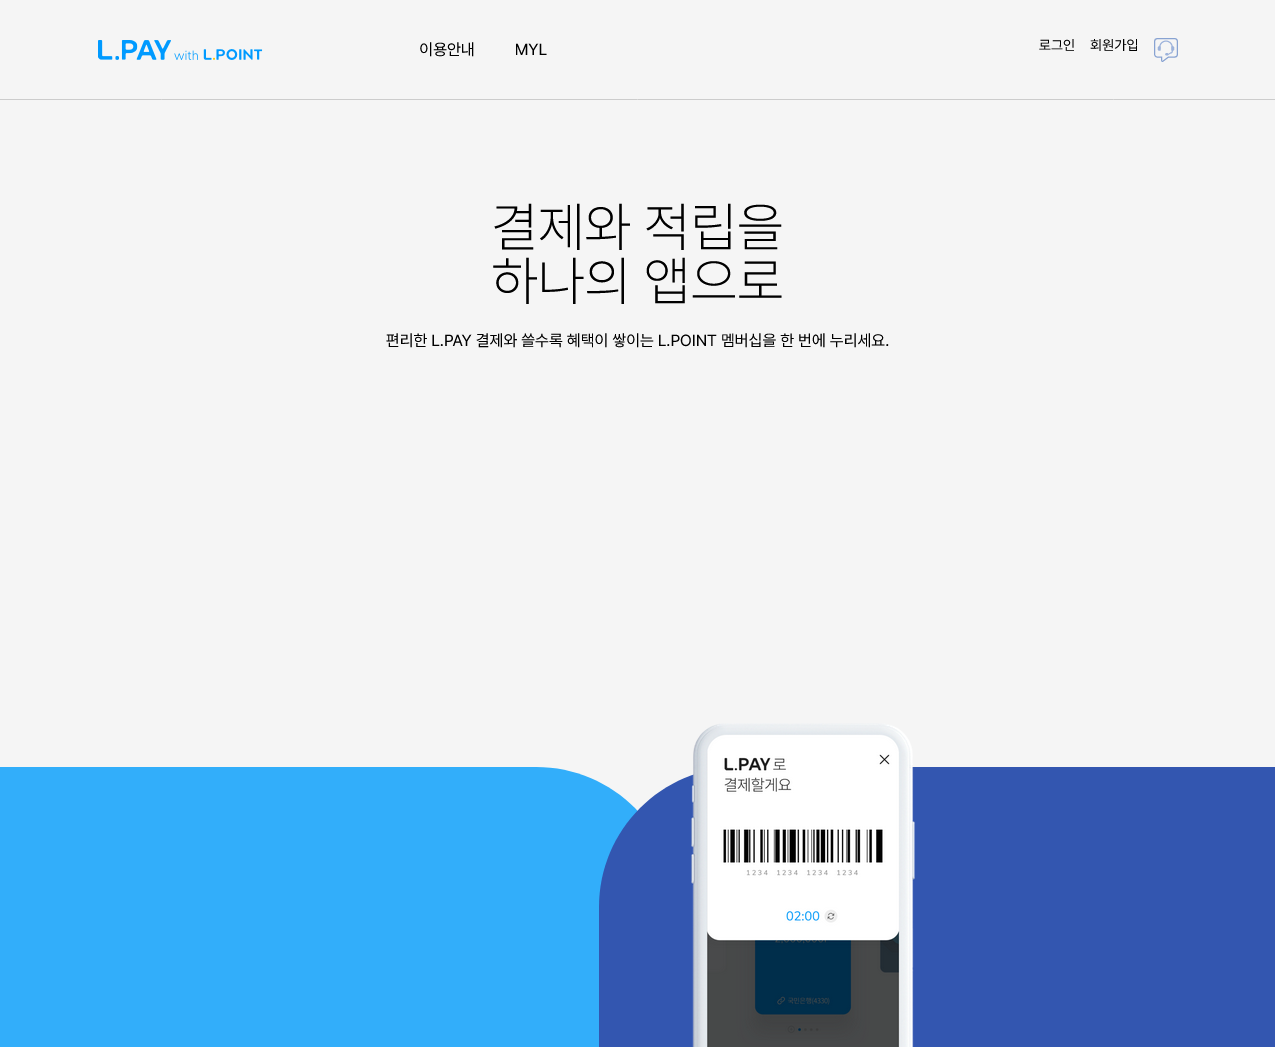 L.PAY with L.POINT
이용안내
MYL
로그인
회원가입
결제와 적립을
하나의 앱으로
편리한 L.PAY 결제와 쓸수록 혜택이 쌓이는 L.POINT 멤버십을 한 번에 누리세요.
L.PAY 로
결제할게요
1234 1234 1234 1234
02:00